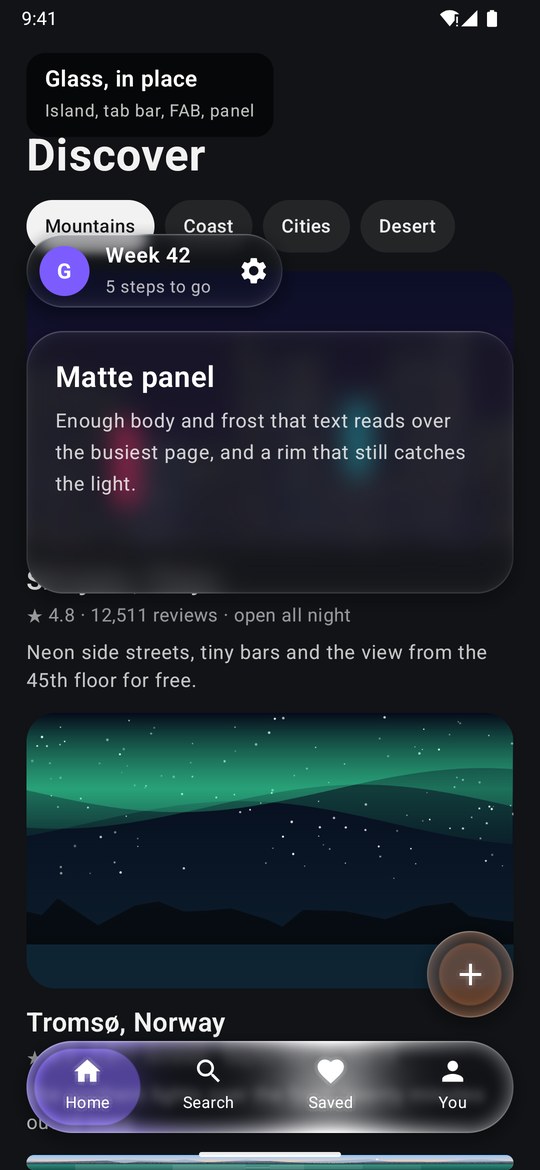 9:41
Glass, in place
Island, tab bar, FAB, panel
Discover
Mountains
Coast
Cities
Desert
G
Week 42
5 steps to go
Matte panel
Enough body and frost that text reads over
the busiest page, and a rim that still catches
the light.
★ 4.8 · 12,511 reviews · open all night
Neon side streets, tiny bars and the view from the
45th floor for free.
Tromsø, Norway
Home
Search
Saved
You